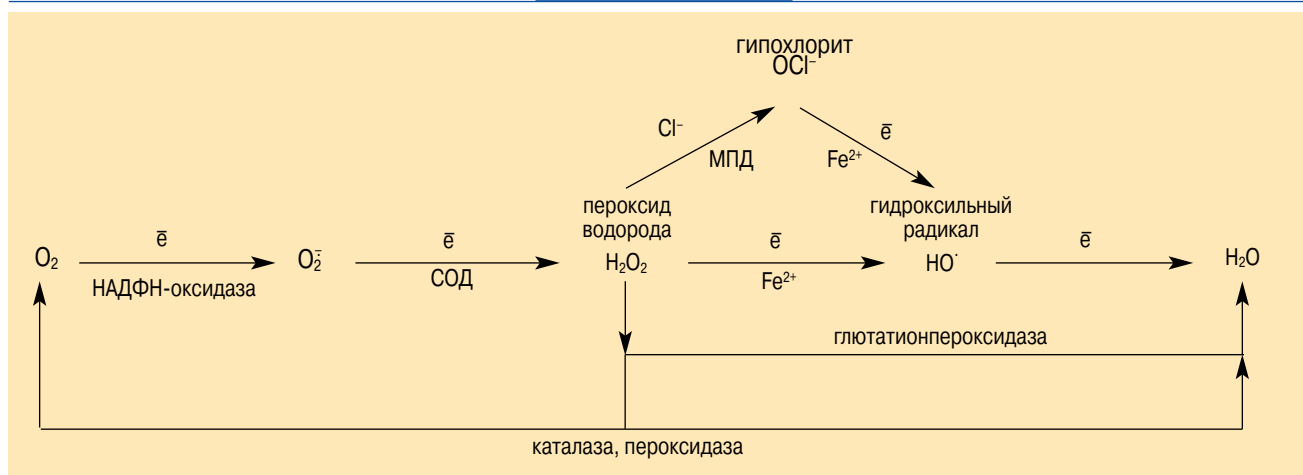 гипохлорит
OCl⁻
Cl⁻
ē
МПД
Fe²⁺
пероксид
водорода
гидроксильный
радикал
ē
ē
ē
ē
O₂
O₂⁻
H₂O₂
HO˙
H₂O
НАДФН-оксидаза
СОД
Fe²⁺
глютатионпероксидаза
каталаза, пероксидаза